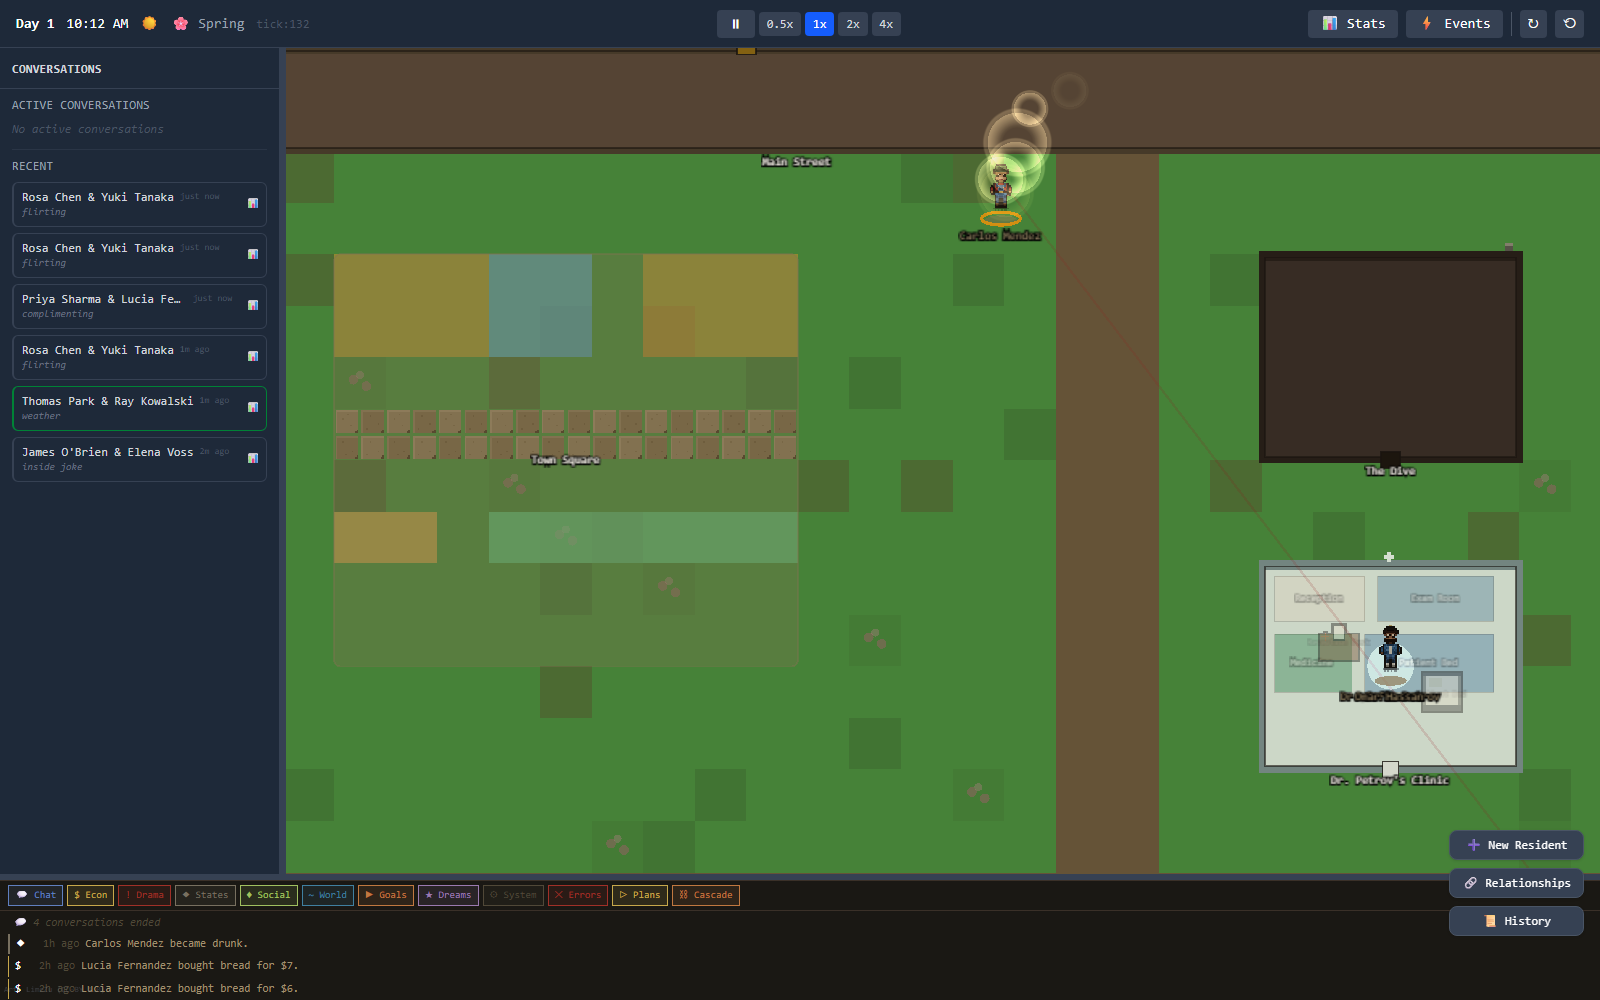 Day 1 10:12 AM Spring tick:132
0.5x 1x 2x 4x
Stats Events
CONVERSATIONS
ACTIVE CONVERSATIONS
No active conversations
RECENT
Rosa Chen & Yuki Tanaka just now
flirting
Rosa Chen & Yuki Tanaka just now
flirting
Priya Sharma & Lucia Fe… just now
complimenting
Rosa Chen & Yuki Tanaka 1m ago
flirting
Thomas Park & Ray Kowalski 1m ago
weather
James O'Brien & Elena Voss 2m ago
inside joke
Main Street
Carlos Mendez
Town Square
The Dive
Reception
Exam Room
Medicine
Patient Bed
Dr. Petrov's Clinic
New Resident
Relationships
History
Chat $ Econ ! Drama States Social ~ World Goals Dreams System Errors Plans Cascade
4 conversations ended
1h ago Carlos Mendez became drunk.
$ 2h ago Lucia Fernandez bought bread for $7.
$ 2h ago Lucia Fernandez bought bread for $6.